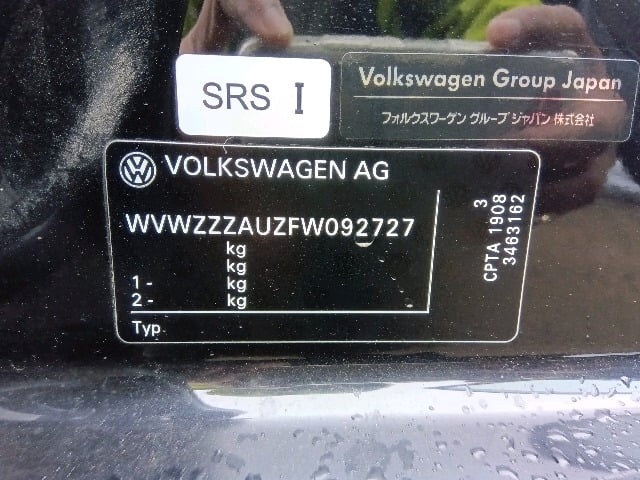 SRS I
Volkswagen Group Japan
フォルクスワーゲン グループ ジャパン 株式会社
VOLKSWAGEN AG
WVWZZZAUZFW092727
kg
kg
1 - kg
2 - kg
Typ
3
CPTA 1908
3463162